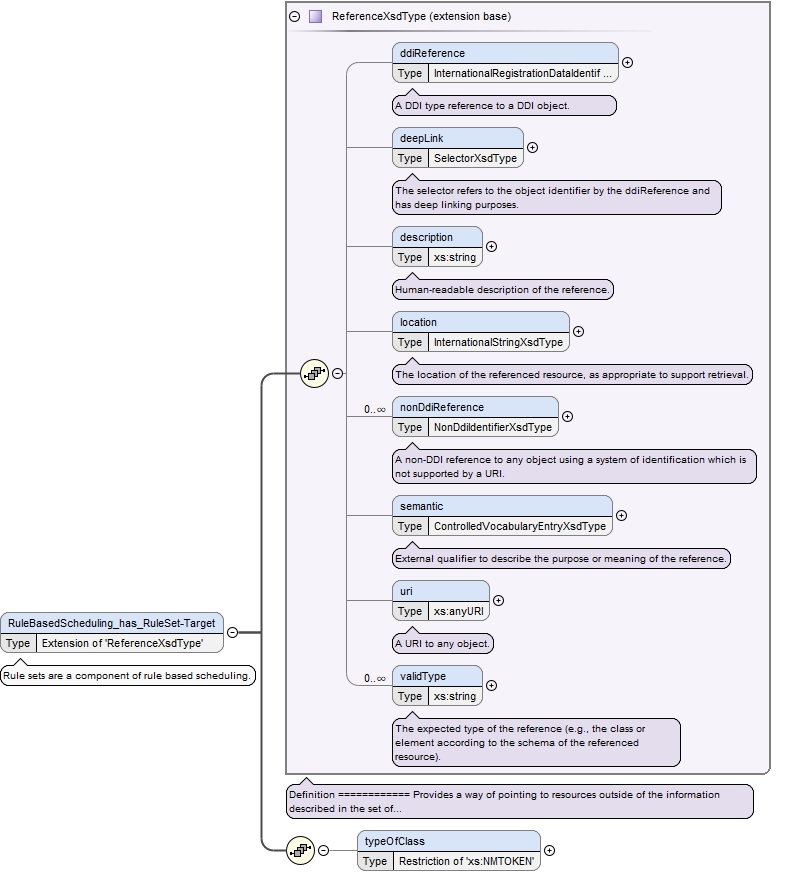 ReferenceXsdType (extension base)
ddiReference
Type InternationalRegistrationDataIdentif ...
A DDI type reference to a DDI object.
deepLink
Type SelectorXsdType
The selector refers to the object identifier by the ddiReference and
has deep linking purposes.
description
Type xs:string
Human-readable description of the reference.
location
Type InternationalStringXsdType
The location of the referenced resource, as appropriate to support retrieval.
0..∞
nonDdiReference
Type NonDdiIdentifierXsdType
A non-DDI reference to any object using a system of identification which is
not supported by a URI.
semantic
Type ControlledVocabularyEntryXsdType
External qualifier to describe the purpose or meaning of the reference.
uri
Type xs:anyURI
A URI to any object.
0..∞
validType
Type xs:string
The expected type of the reference (e.g., the class or
element according to the schema of the referenced
resource).
RuleBasedScheduling_has_RuleSet-Target
Type Extension of 'ReferenceXsdType'
Rule sets are a component of rule based scheduling.
Definition ============ Provides a way of pointing to resources outside of the information
described in the set of...
typeOfClass
Type Restriction of 'xs:NMTOKEN'